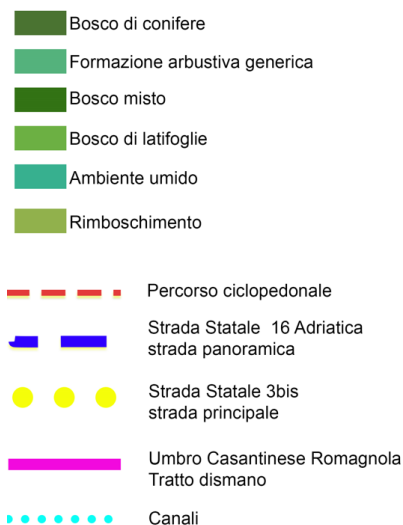 Bosco di conifere
Formazione arbustiva generica
Bosco misto
Bosco di latifoglie
Ambiente umido
Rimboschimento
Percorso ciclopedonale
Strada Statale 16 Adriatica
strada panoramica
Strada Statale 3bis
strada principale
Umbro Casantinese Romagnola
Tratto dismano
Canali